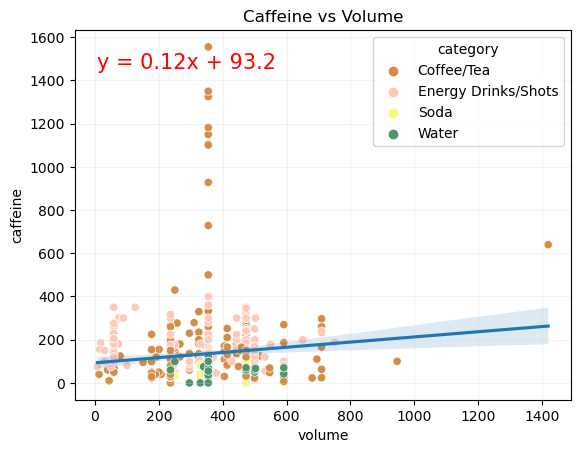 Caffeine vs Volume
y = 0.12x + 93.2
category
Coffee/Tea
Energy Drinks/Shots
Soda
Water
caffeine
1600
1400
1200
1000
800
600
400
200
0
0 200 400 600 800 1000 1200 1400
volume